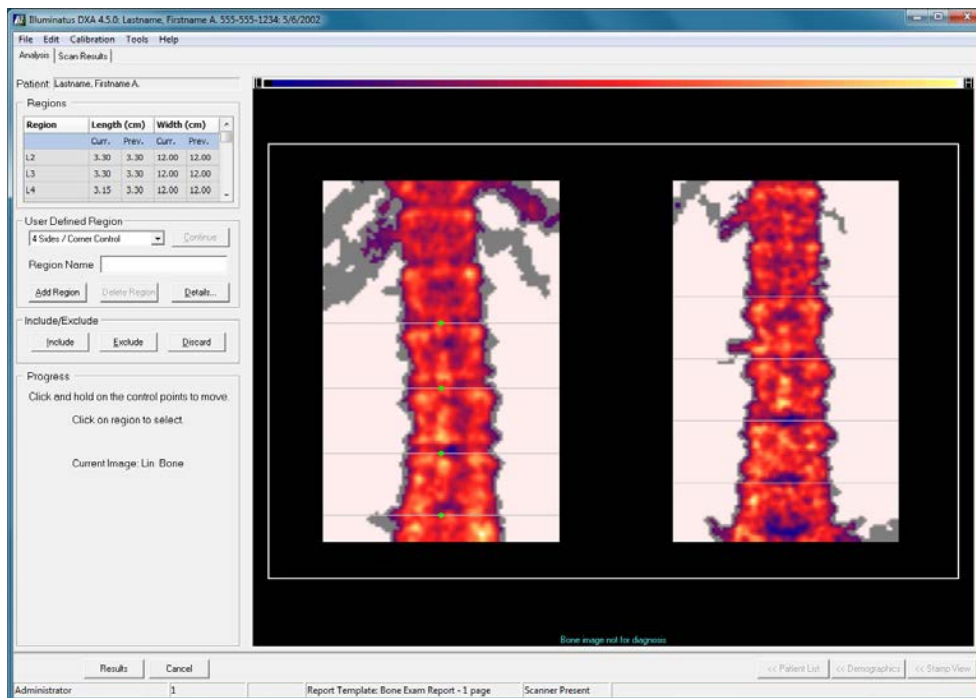 Bluminatus DXA 4.5.0: Lastname, Firstname A. 555-555-1234: 5/6/2002
File Edit Calibration Tools Help
Analysis Scan Results
Patient: Lastname, Firstname A.
L H
Regions
Region Length (cm) Width (cm)
Curr. Prev. Curr. Prev.
L2 3.30 3.30 12.00 12.00
L3 3.30 3.30 12.00 12.00
L4 3.15 3.30 12.00 12.00
User Defined Region
4 Sides / Corner Control Continue
Region Name
Add Region Delete Region Details...
Include/Exclude
Include Exclude Discard
Progress
Click and hold on the control points to move.
Click on region to select.
Current Image: Lin Bone
Bone image not for diagnosis
Results Cancel << Patient List << Demographics << Stamp View
Administrator 1 Report Template: Bone Exam Report - 1 page Scanner Present